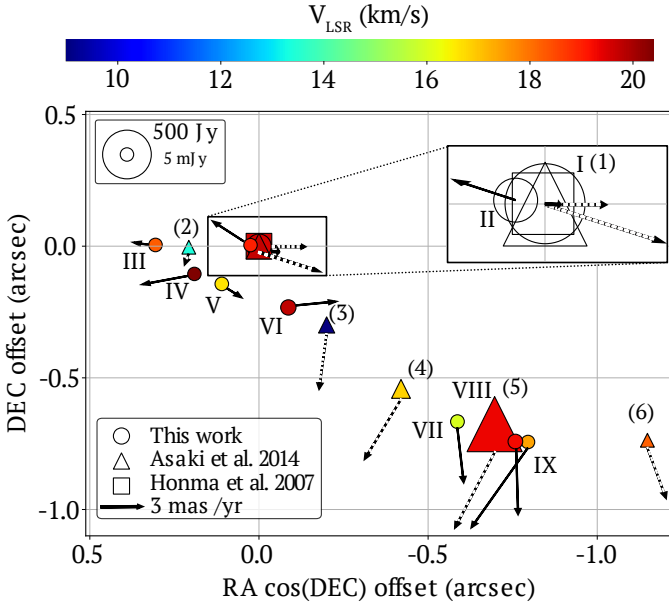 V_LSR (km/s)
10 12 14 16 18 20
500 Jy
5 mJy
I (1)
II
(2)
III
IV
V
VI
(3)
(4)
VIII (5)
VII
IX
(6)
This work
Asaki et al. 2014
Honma et al. 2007
3 mas /yr
0.5
0.0
-0.5
-1.0
DEC offset (arcsec)
0.5 0.0 -0.5 -1.0
RA cos(DEC) offset (arcsec)